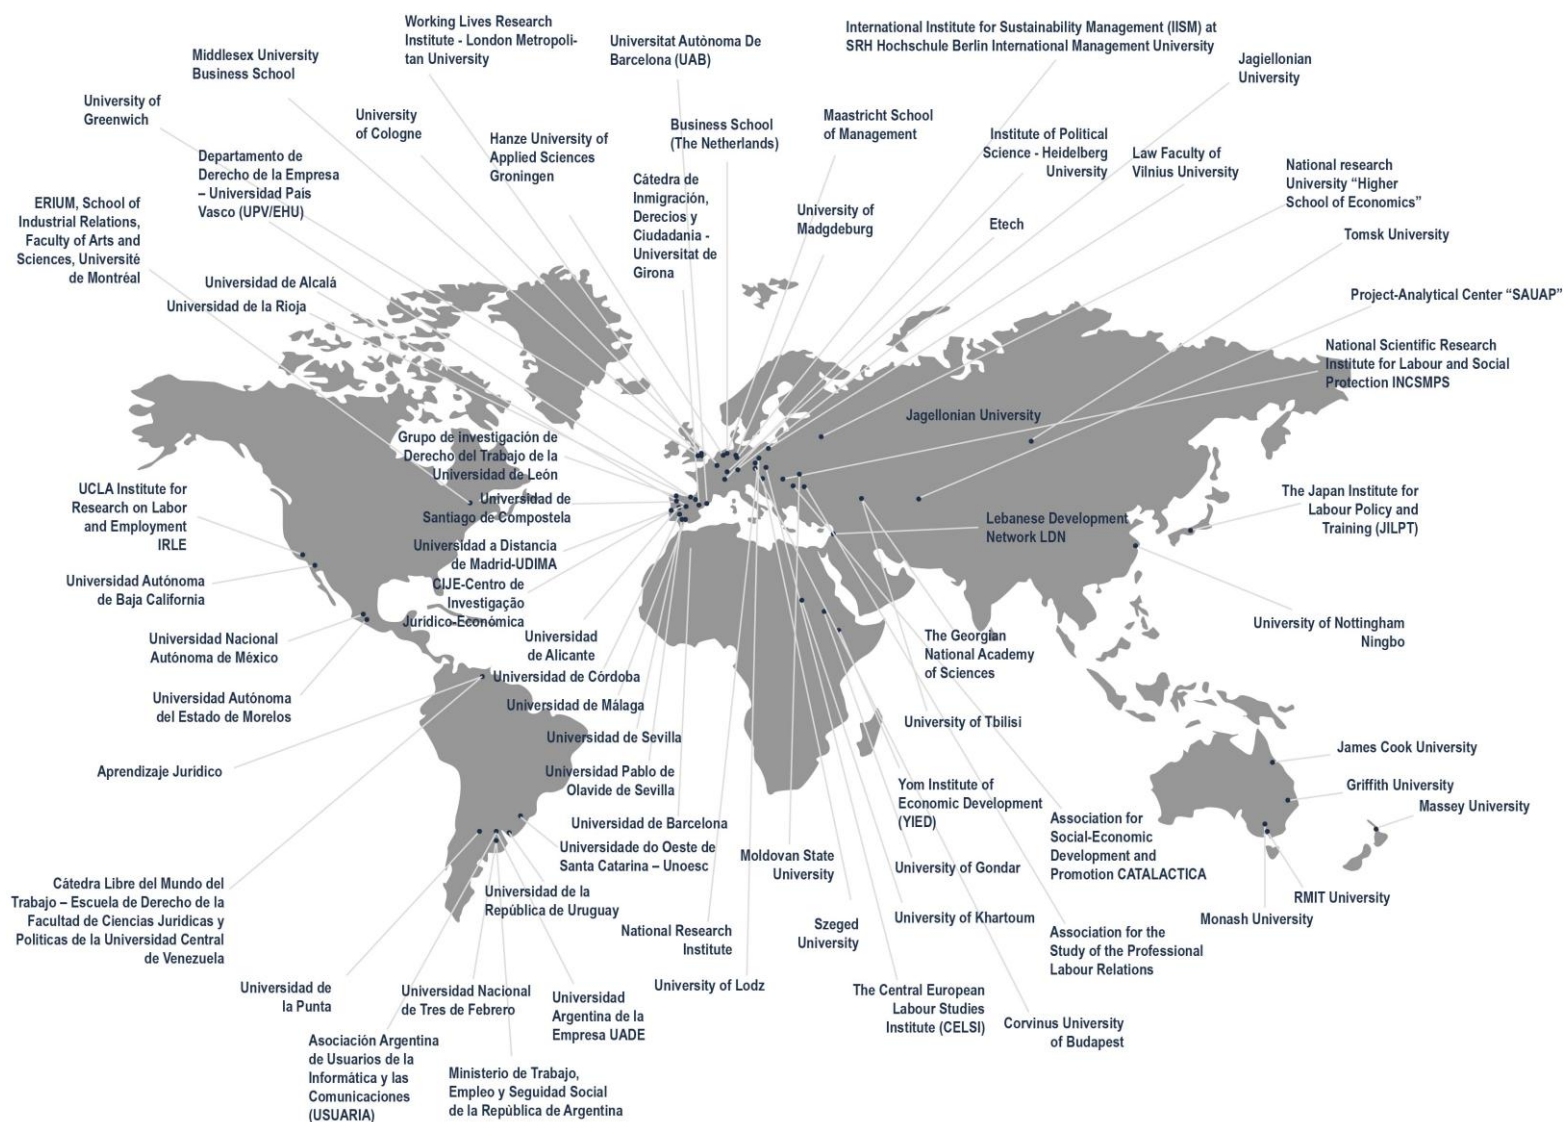 Working Lives Research
Institute - London Metropoli-
tan University
Universitat Autònoma De
Barcelona (UAB)
International Institute for Sustainability Management (IISM) at
SRH Hochschule Berlin International Management University
Middlesex University
Business School
Jagiellonian
University
University of
Greenwich
University
of Cologne
Hanze University of
Applied Sciences
Groningen
Business School
(The Netherlands)
Maastricht School
of Management
Institute of Political
Science - Heidelberg
University
Law Faculty of
Vilnius University
National research
University “Higher
School of Economics”
Departamento de
Derecho de la Empresa
– Universidad País
Vasco (UPV/EHU)
Cátedra de
Inmigración,
Derecios y
Ciudadania -
Universitat de
Girona
ERIUM, School of
Industrial Relations,
Faculty of Arts and
Sciences, Université
de Montréal
University of
Madgdeburg
Etech
Tomsk University
Universidad de Alcalá
Universidad de la Rioja
Project-Analytical Center “SAUAP”
National Scientific Research
Institute for Labour and Social
Protection INCSMPS
Jagellonian University
Grupo de investigación de
Derecho del Trabajo de la
Universidad de León
UCLA Institute for
Research on Labor
and Employment
IRLE
Universidad de
Santiago de Compostela
The Japan Institute for
Labour Policy and
Training (JILPT)
Lebanese Development
Network LDN
Universidad a Distancia
de Madrid-UDIMA
Universidad Autónoma
de Baja California
CIJE-Centro de
Investigação
Jurídico-Económica
University of Nottingham
Ningbo
Universidad Nacional
Autónoma de México
Universidad
de Alicante
The Georgian
National Academy
of Sciences
Universidad de Córdoba
Universidad Autónoma
del Estado de Morelos
Universidad de Málaga
University of Tbilisi
Universidad de Sevilla
James Cook University
Aprendizaje Jurídico
Universidad Pablo de
Olavide de Sevilla
Yom Institute of
Economic Development
(YIED)
Griffith University
Massey University
Universidad de Barcelona
Association for
Social-Economic
Development and
Promotion CATALACTICA
Universidade do Oeste de
Santa Catarina – Unoesc
Moldovan State
University
University of Gondar
Cátedra Libre del Mundo del
Trabajo – Escuela de Derecho de la
Facultad de Ciencias Juridicas y
Politicas de la Universidad Central
de Venezuela
Universidad de la
República de Uruguay
RMIT University
Monash University
University of Khartoum
National Research
Institute
Szeged
University
Association for the
Study of the Professional
Labour Relations
Universidad de
la Punta
University of Lodz
Universidad Nacional
de Tres de Febrero
Universidad
Argentina de la
Empresa UADE
The Central European
Labour Studies
Institute (CELSI)
Corvinus University
of Budapest
Asociación Argentina
de Usuarios de la
Informática y las
Comunicaciones
(USUARIA)
Ministerio de Trabajo,
Empleo y Seguidad Social
de la Repùblica de Argentina